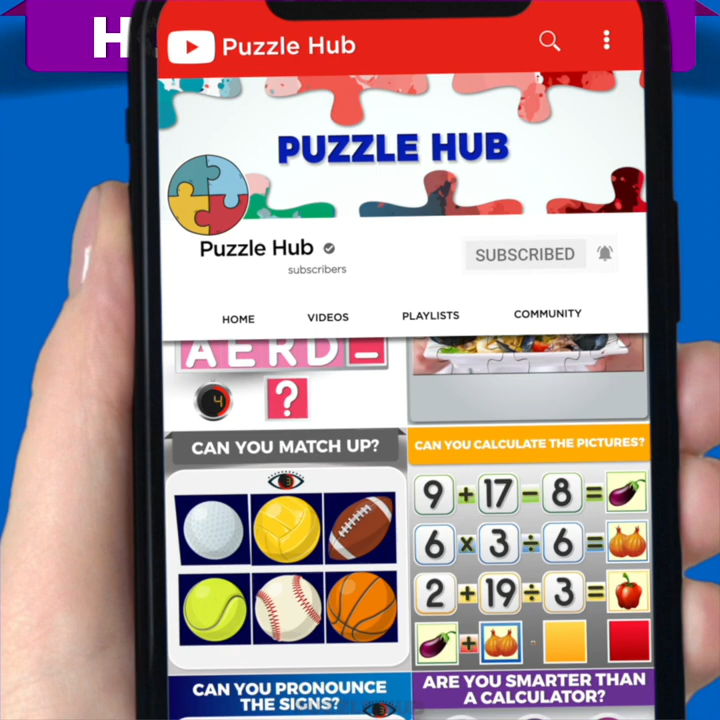 H
Puzzle Hub
PUZZLE HUB
Puzzle Hub
subscribers
SUBSCRIBED
HOME VIDEOS PLAYLISTS COMMUNITY
AERD_
4
?
CAN YOU MATCH UP?
CAN YOU CALCULATE THE PICTURES?
9 + 17 - 8 =
6 x 3 ÷ 6 =
2 + 19 ÷ 3 =
+
CAN YOU PRONOUNCE
THE SIGNS?
ARE YOU SMARTER THAN
A CALCULATOR?